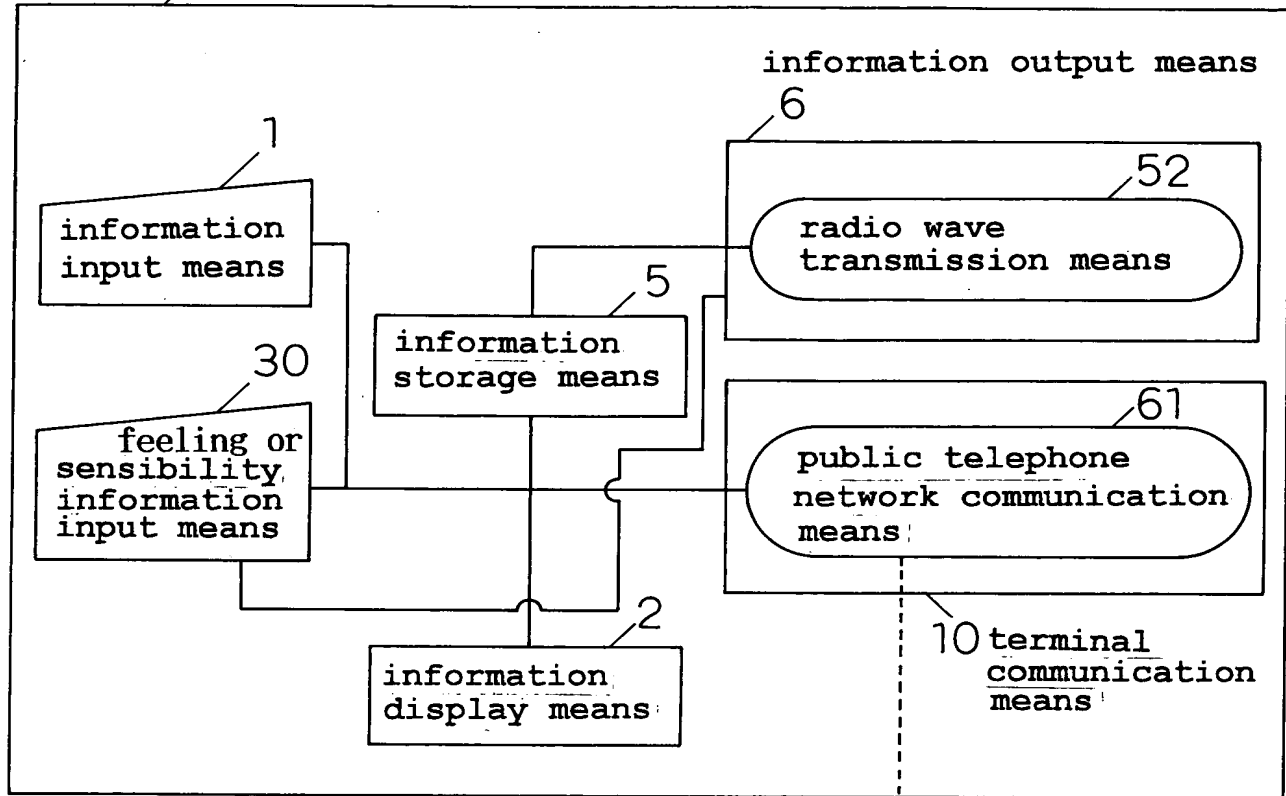 information output means
6
1
52
information
input means
radio wave
transmission means
5
information
storage means
30
feeling or
sensibility
information
input means
61
public telephone
network communication
means
2
information
display means
10 terminal
communication
means